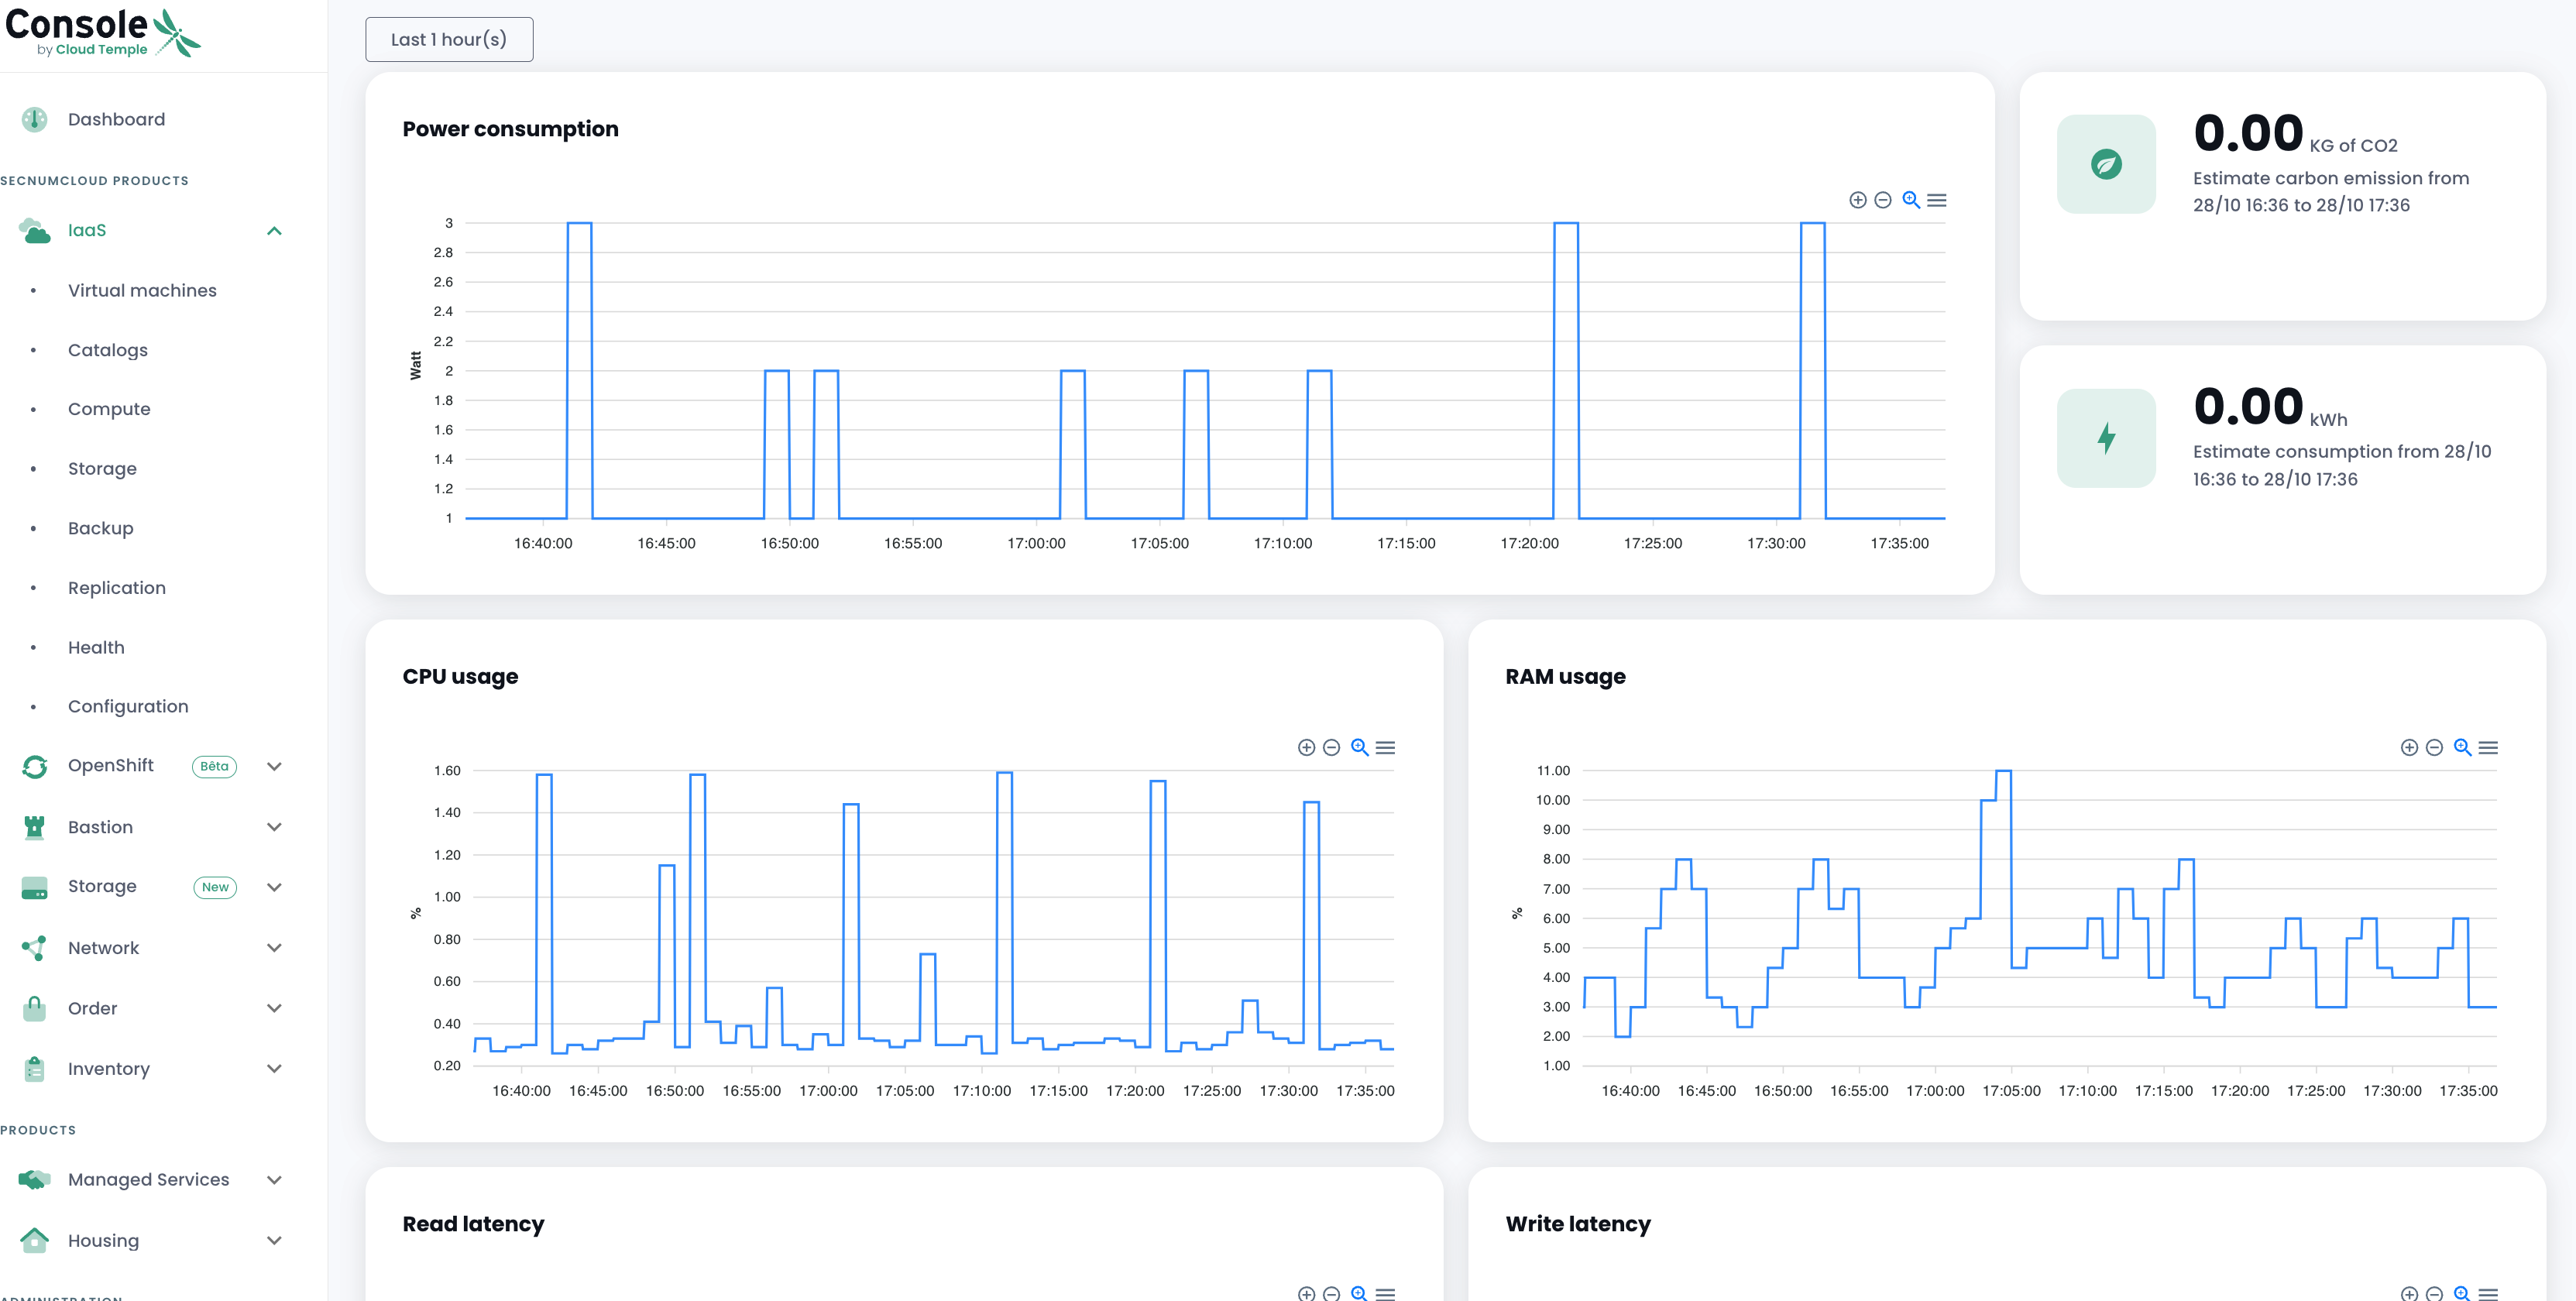 Console
by Cloud Temple
Dashboard
SECNUMCLOUD PRODUCTS
IaaS
Virtual machines
Catalogs
Compute
Storage
Backup
Replication
Health
Configuration
OpenShift Bêta
Bastion
Storage New
Network
Order
Inventory
PRODUCTS
Managed Services
Housing
ADMINISTRATION
Last 1 hour(s)
Power consumption
3
2.8
2.6
2.4
2.2
2
1.8
1.6
1.4
1.2
1
Watt
16:40:00 16:45:00 16:50:00 16:55:00 17:00:00 17:05:00 17:10:00 17:15:00 17:20:00 17:25:00 17:30:00 17:35:00
0.00 KG of CO2
Estimate carbon emission from
28/10 16:36 to 28/10 17:36
0.00 kWh
Estimate consumption from 28/10
16:36 to 28/10 17:36
CPU usage
1.60
1.40
1.20
1.00
0.80
0.60
0.40
0.20
%
16:40:00 16:45:00 16:50:00 16:55:00 17:00:00 17:05:00 17:10:00 17:15:00 17:20:00 17:25:00 17:30:00 17:35:00
RAM usage
11.00
10.00
9.00
8.00
7.00
6.00
5.00
4.00
3.00
2.00
1.00
%
16:40:00 16:45:00 16:50:00 16:55:00 17:00:00 17:05:00 17:10:00 17:15:00 17:20:00 17:25:00 17:30:00 17:35:00
Read latency
Write latency